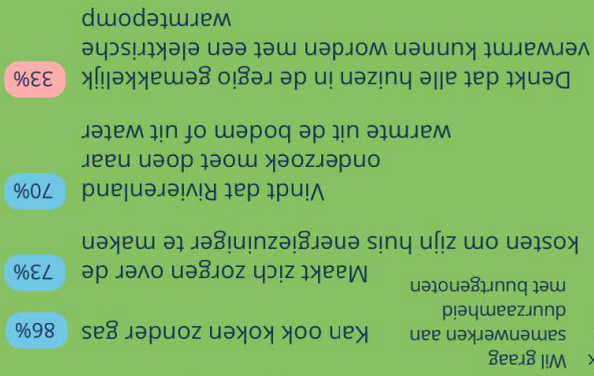 Wil graag
samenwerken aan
duurzaamheid
met buurtgenoten
Kan ook koken zonder gas 86%
Maakt zich zorgen over de 73%
kosten om zijn huis energiezuiniger te maken
Vindt dat Rivierenland 70%
onderzoek moet doen naar
warmte uit de bodem of uit water
Denkt dat alle huizen in de regio gemakkelijk 33%
verwarmt kunnen worden met een elektrische
warmtepomp